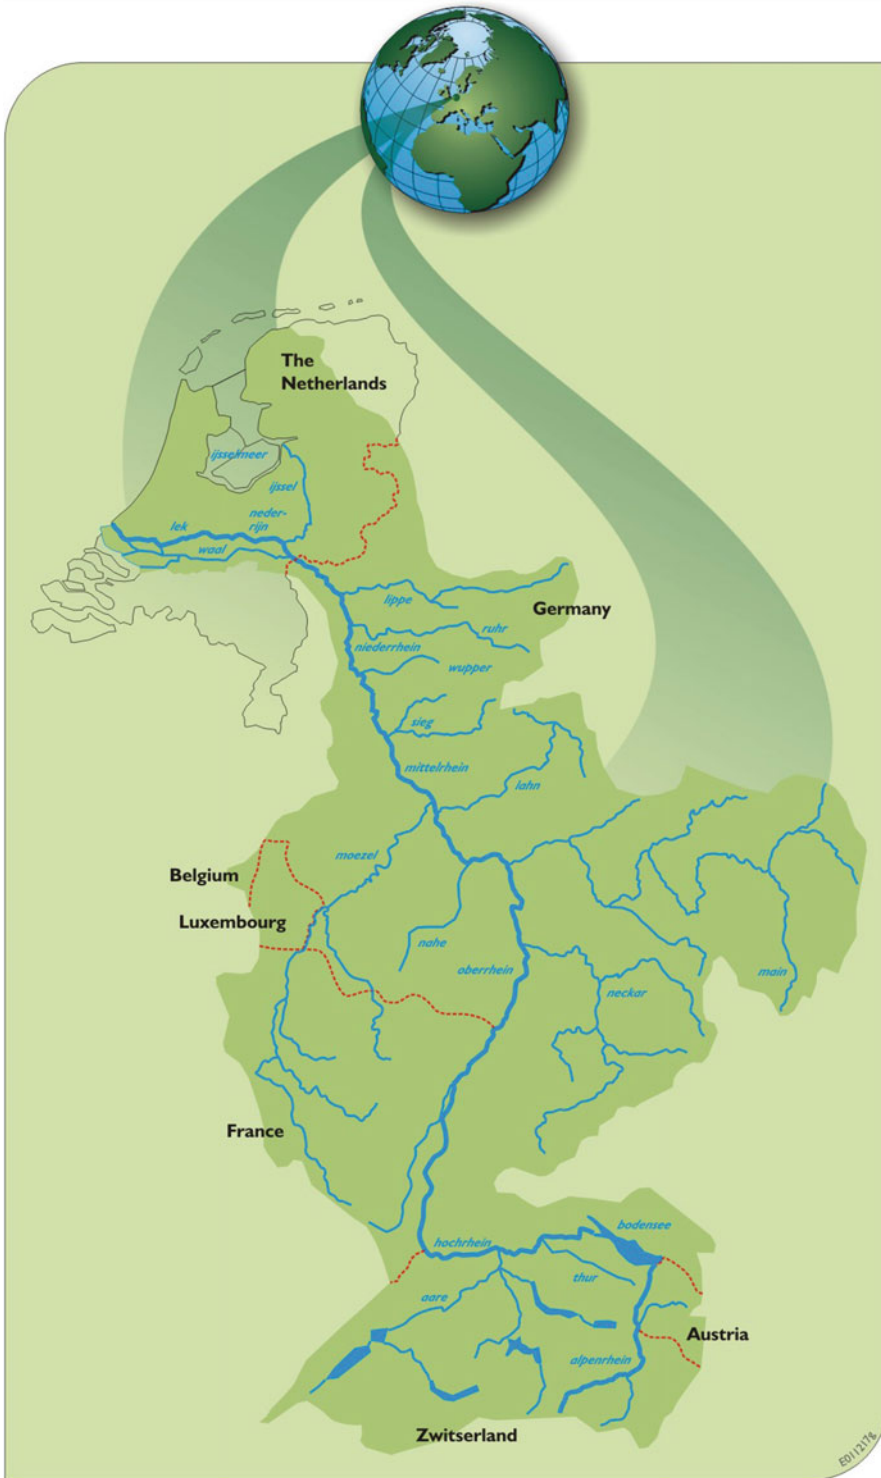 The
Netherlands
ijsselmeer
ijssel
neder-
rijn
lek
waal
lippe
Germany
ruhr
niederrhein
wupper
sieg
mittelrhein
lahn
moezel
Belgium
Luxembourg
nahe
oberrhein
main
neckar
France
bodensee
hochrhein
thur
aare
Austria
alpenrhein
Zwitserland
E011217g